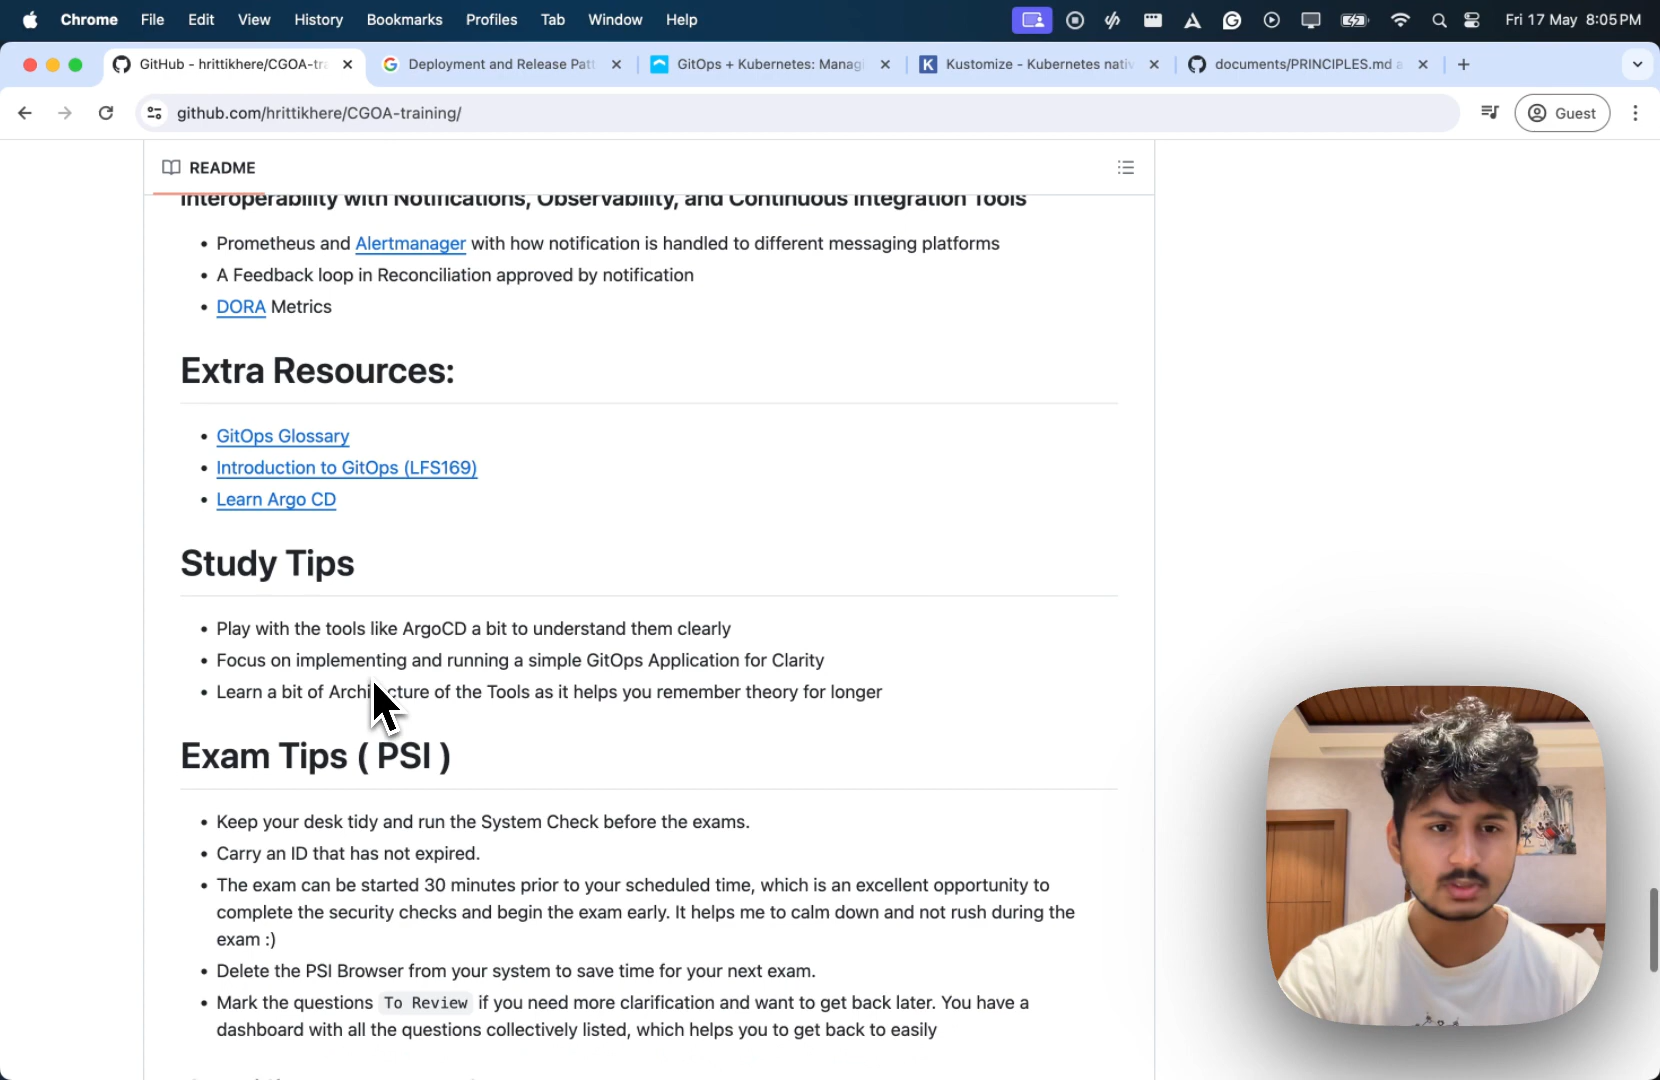 Chrome File Edit View History Bookmarks Profiles Tab Window Help Fri 17 May 8:05 PM
GitHub - hrittikhere/CGOA-tra Deployment and Release Patt GitOps + Kubernetes: Managi Kustomize - Kubernetes nativ documents/PRINCIPLES.md a
github.com/hrittikhere/CGOA-training/ Guest
README
Interoperability with Notifications, Observability, and Continuous Integration Tools
• Prometheus and Alertmanager with how notification is handled to different messaging platforms
• A Feedback loop in Reconciliation approved by notification
• DORA Metrics
Extra Resources:
• GitOps Glossary
• Introduction to GitOps (LFS169)
• Learn Argo CD
Study Tips
• Play with the tools like ArgoCD a bit to understand them clearly
• Focus on implementing and running a simple GitOps Application for Clarity
• Learn a bit of Architecture of the Tools as it helps you remember theory for longer
Exam Tips ( PSI )
• Keep your desk tidy and run the System Check before the exams.
• Carry an ID that has not expired.
• The exam can be started 30 minutes prior to your scheduled time, which is an excellent opportunity to
complete the security checks and begin the exam early. It helps me to calm down and not rush during the
exam :)
• Delete the PSI Browser from your system to save time for your next exam.
• Mark the questions To Review if you need more clarification and want to get back later. You have a
dashboard with all the questions collectively listed, which helps you to get back to easily